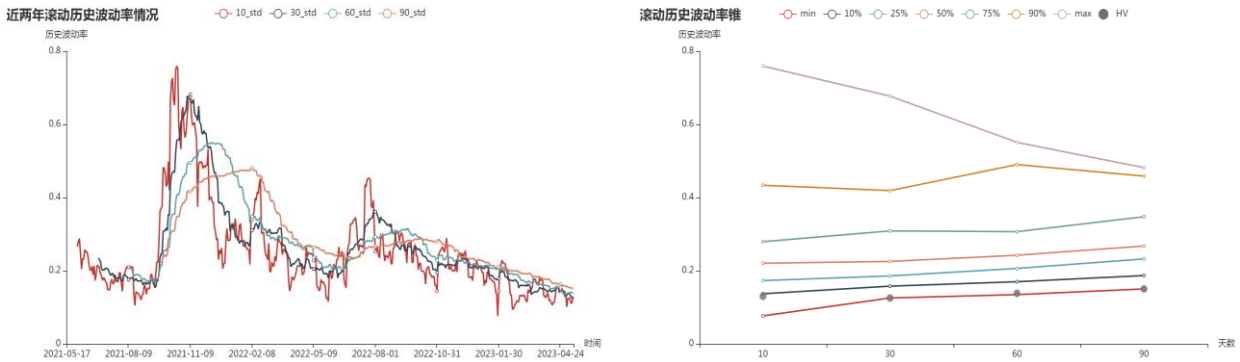 近两年滚动历史波动率情况
10_std 30_std 60_std 90_std
历史波动率
0.8
0.6
0.4
0.2
0
2021-05-17 2021-08-09 2021-11-09 2022-02-08 2022-05-09 2022-08-01 2022-10-31 2023-01-30 2023-04-24
时间
滚动历史波动率锥
min 10% 25% 50% 75% 90% max HV
历史波动率
0.8
0.6
0.4
0.2
0
10 30 60 90
天数